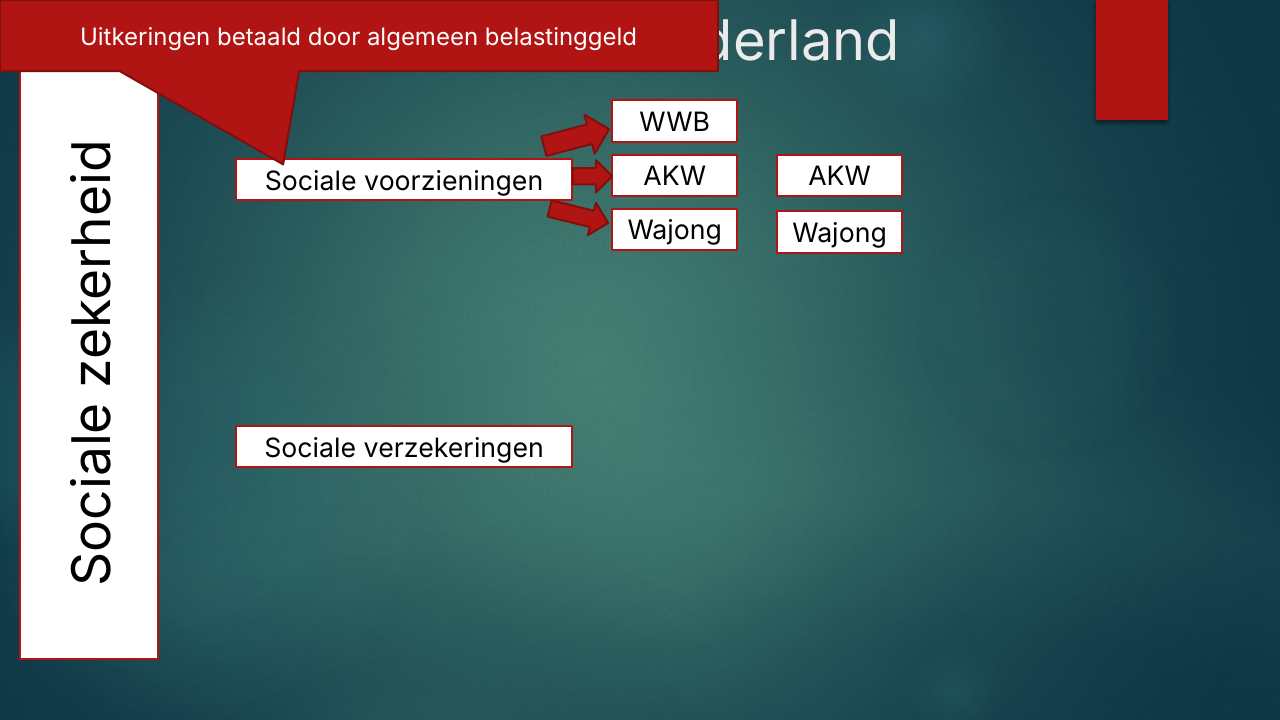 Uitkeringen betaald door algemeen belastinggeld
derland
Sociale zekerheid
Sociale voorzieningen
WWB
AKW
AKW
Wajong
Wajong
Sociale verzekeringen